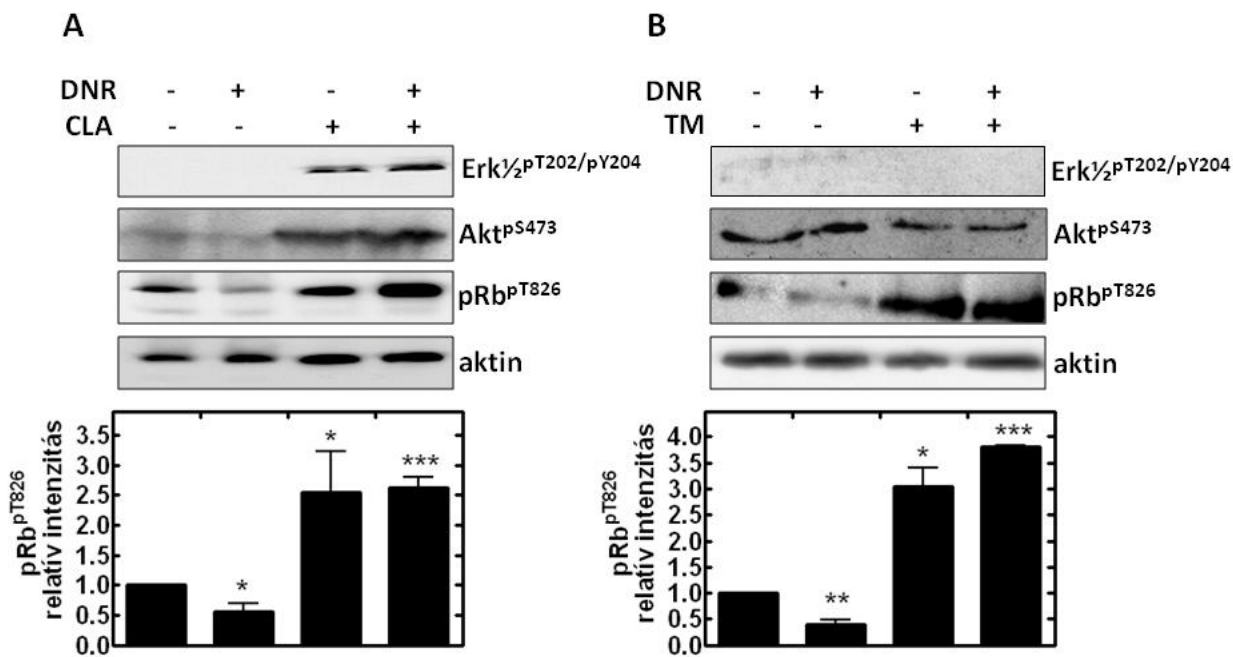 A
DNR - + - +
CLA - - + +
Erk½pT202/pY204
AktpS473
pRbpT826
aktin
pRbpT826
relatív intenzitás
3.5
3.0
2.5
2.0
1.5
1.0
0.5
0.0
*
*
***
B
DNR - + - +
TM - - + +
Erk½pT202/pY204
AktpS473
pRbpT826
aktin
pRbpT826
relatív intenzitás
4.0
3.5
3.0
2.5
2.0
1.5
1.0
0.5
0.0
**
*
***